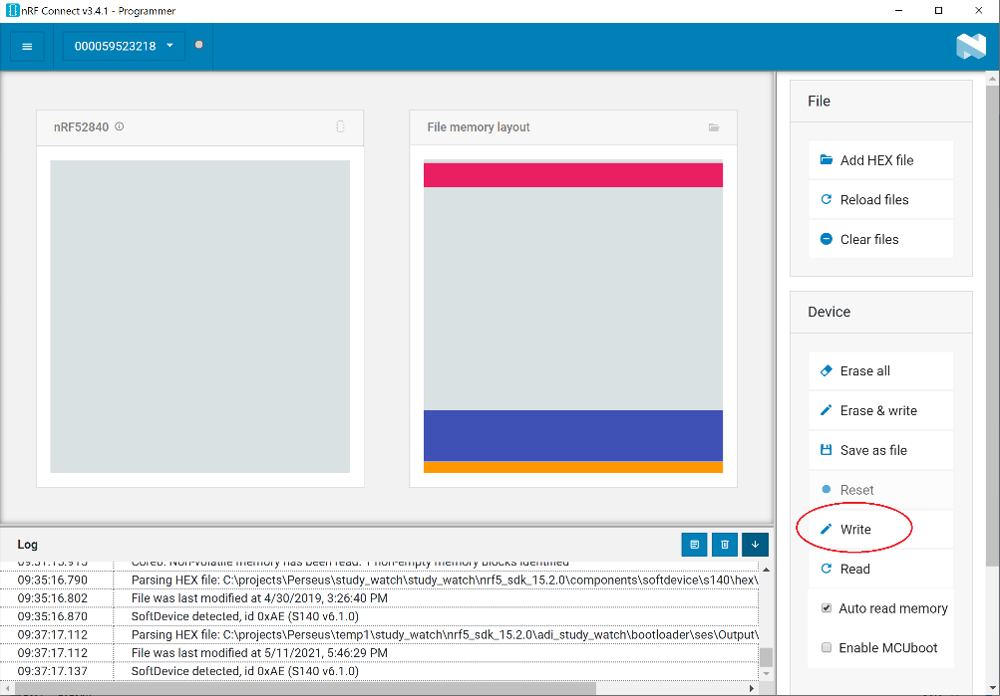 nRF Connect v3.4.1 - Programmer
000059523218
nRF52840
File memory layout
File
Add HEX file
Reload files
Clear files
Device
Erase all
Erase & write
Save as file
Reset
Write
Read
Auto read memory
Enable MCUboot
Log
09:37:15.915 Core0: Non-volatile memory has been read. 1 non-empty memory blocks identified
09:35:16.790 Parsing HEX file: C:\projects\Perseus\study_watch\study_watch\nrf5_sdk_15.2.0\components\softdevice\s140\hex\
09:35:16.802 File was last modified at 4/30/2019, 3:26:40 PM
09:35:16.870 SoftDevice detected, id 0xAE (S140 v6.1.0)
09:37:17.112 Parsing HEX file: C:\projects\Perseus\temp1\study_watch\nrf5_sdk_15.2.0\adi_study_watch\bootloader\ses\Output\
09:37:17.112 File was last modified at 5/11/2021, 5:46:29 PM
09:37:17.137 SoftDevice detected, id 0xAE (S140 v6.1.0)